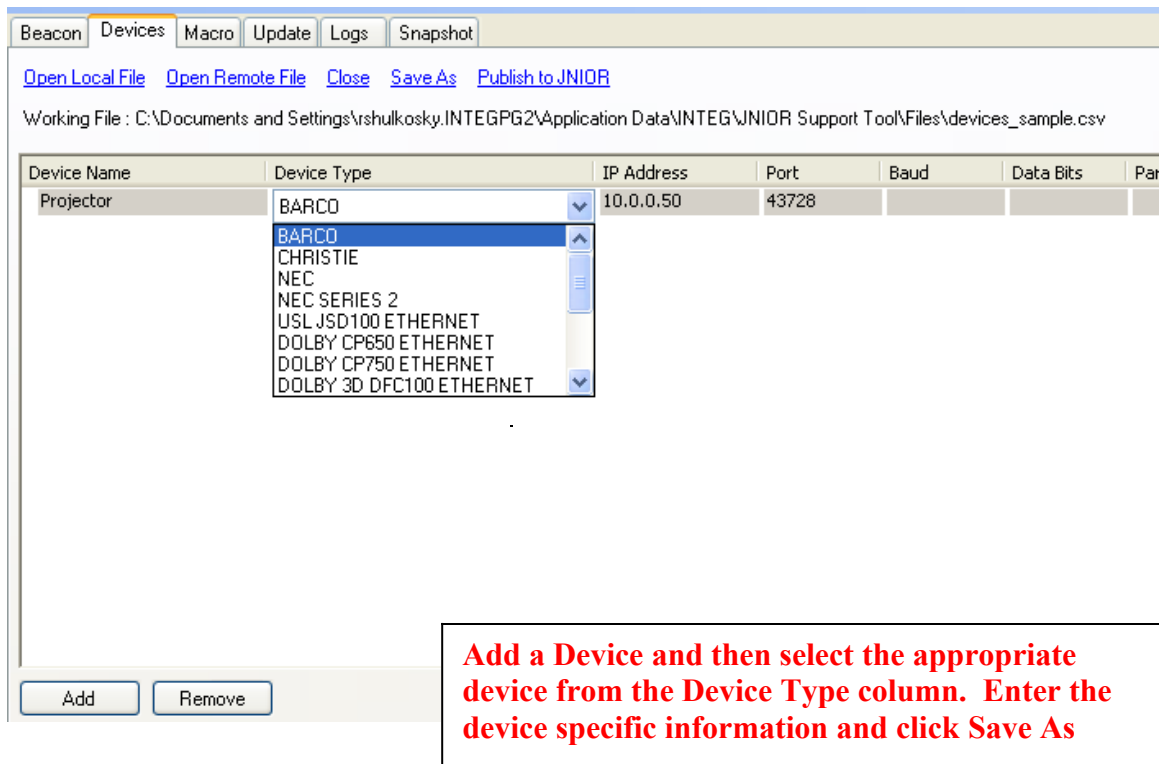 Beacon Devices Macro Update Logs Snapshot
Open Local File Open Remote File Close Save As Publish to JNIOR
Working File : C:\Documents and Settings\rshulkosky.INTEGPG2\Application Data\INTEG\JNIOR Support Tool\Files\devices_sample.csv
Device Name Device Type IP Address Port Baud Data Bits Par
Projector BARCO 10.0.0.50 43728
BARCO
CHRISTIE
NEC
NEC SERIES 2
USL JSD100 ETHERNET
DOLBY CP650 ETHERNET
DOLBY CP750 ETHERNET
DOLBY 3D DFC100 ETHERNET
Add Remove
Add a Device and then select the appropriate
device from the Device Type column. Enter the
device specific information and click Save As